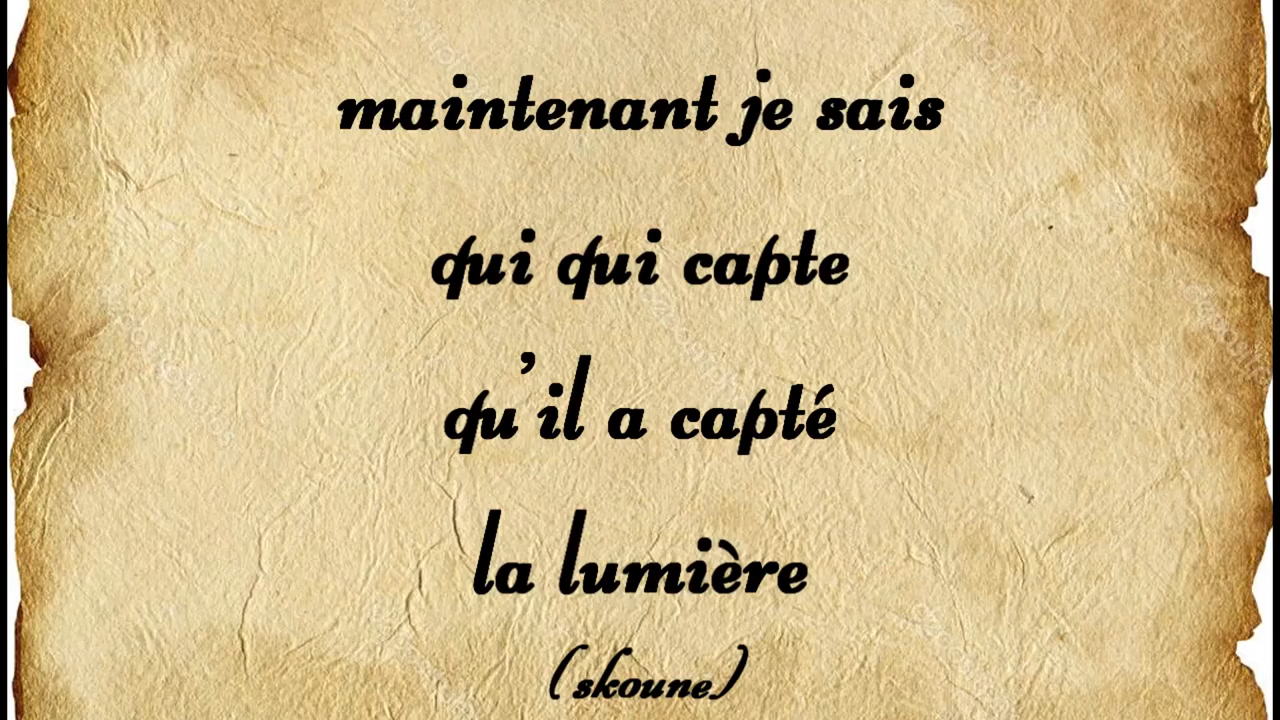 maintenant je sais
qui qui capte
qu'il a capté
la lumière
(skoune)